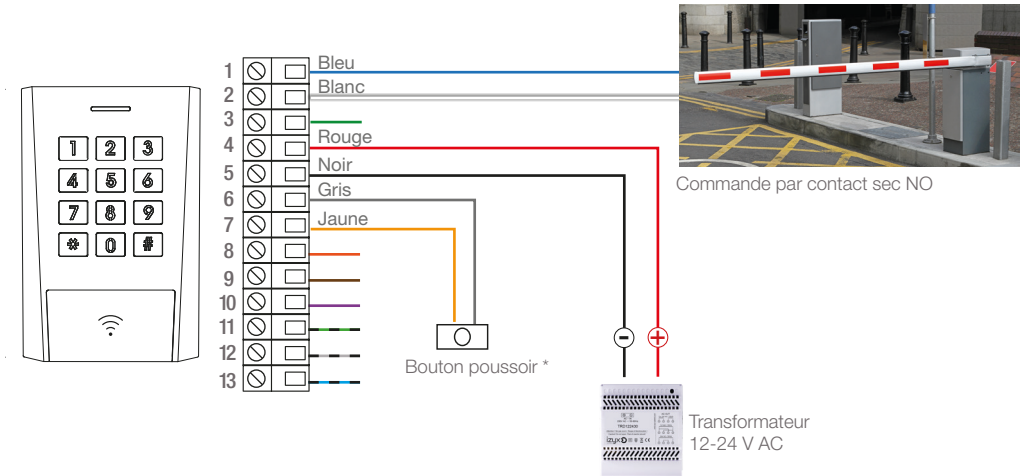 1 Bleu
2 Blanc
3
4 Rouge
5 Noir
6 Gris
7 Jaune
8
9
10
11
12
13
1 2 3
4 5 6
7 8 9
* 0 #
Commande par contact sec NO
Bouton poussoir *
- +
izyx
Transformateur
12-24 V AC